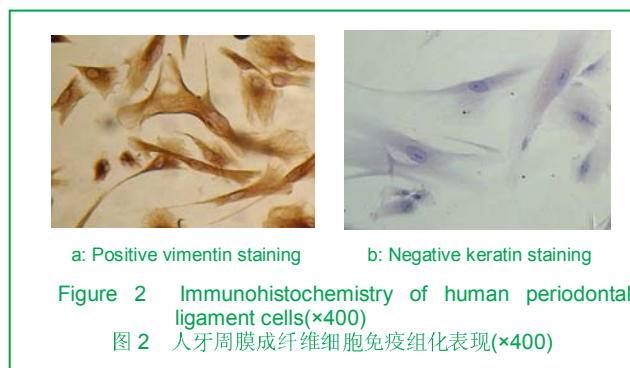 a: Positive vimentin staining
b: Negative keratin staining
Figure 2 Immunohistochemistry of human periodontal
ligament cells(×400)
图 2 人牙周膜成纤维细胞免疫组化表现(×400)